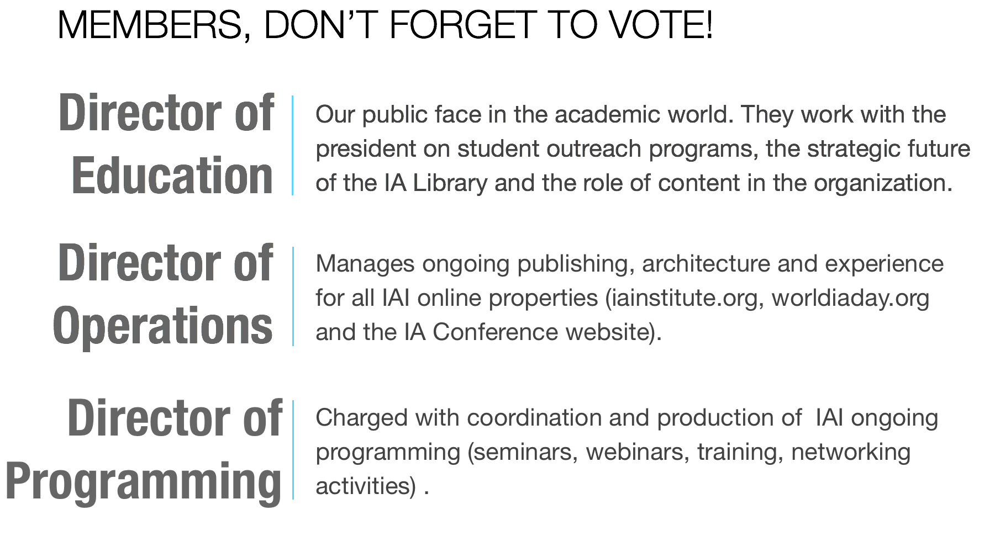 MEMBERS, DON’T FORGET TO VOTE!
Director of
Education
Our public face in the academic world. They work with the
president on student outreach programs, the strategic future
of the IA Library and the role of content in the organization.
Director of
Operations
Manages ongoing publishing, architecture and experience
for all IAI online properties (iainstitute.org, worldiaday.org
and the IA Conference website).
Director of
Programming
Charged with coordination and production of  IAI ongoing
programming (seminars, webinars, training, networking
activities) .